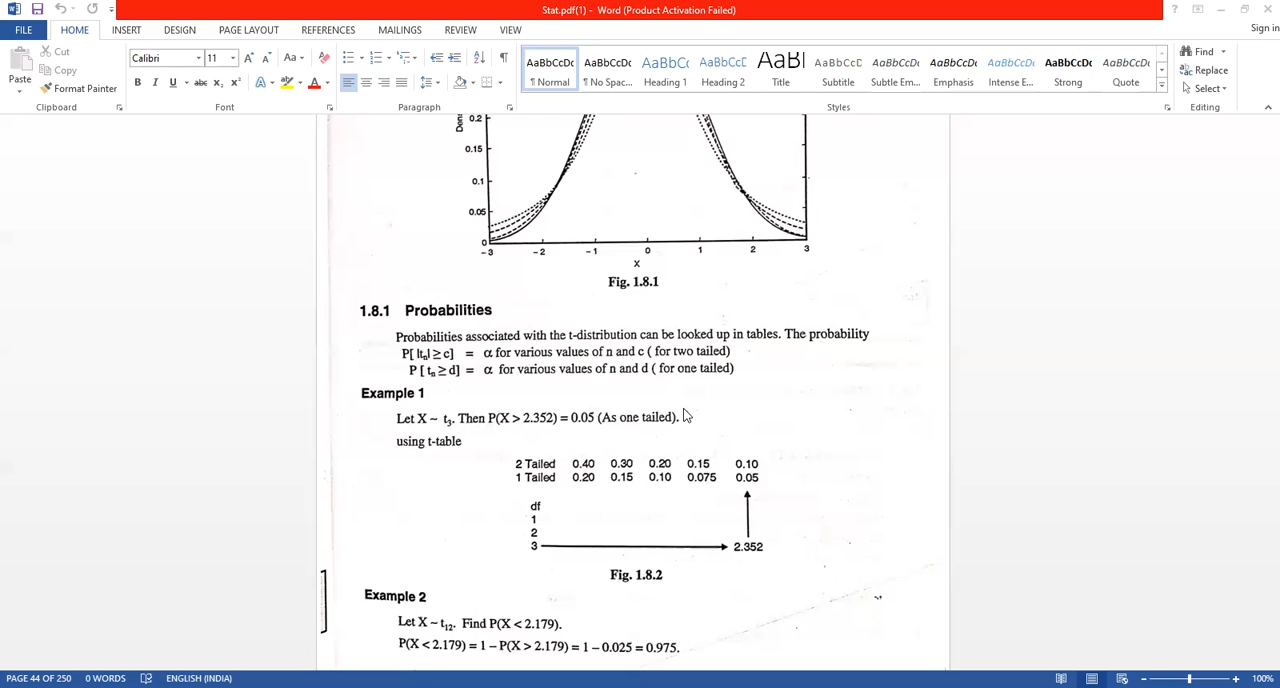 Stat.pdf(1) - Word (Product Activation Failed)
FILE HOME INSERT DESIGN PAGE LAYOUT REFERENCES MAILINGS REVIEW VIEW Sign in
Paste
Cut
Copy
Format Painter
Clipboard
Calibri 11
Font
Paragraph
AaBbCcDc AaBbCcDc AaBbCc AaBbCcC AaBl AaBbCcC AaBbCcDc AaBbCcDc AaBbCcDc AaBbCcDc AaBbCcDc
¶ Normal ¶ No Spac... Heading 1 Heading 2 Title Subtitle Subtle Em... Emphasis Intense E... Strong Quote
Styles
Find
Replace
Select
Editing
Den
0.2
0.15
0.1
0.05
0
-3 -2 -1 0 1 2 3
X
Fig. 1.8.1
1.8.1 Probabilities
Probabilities associated with the t-distribution can be looked up in tables. The probability
P[ |tₙ| ≥ c] = α for various values of n and c ( for two tailed)
P [ tₙ ≥ d] = α for various values of n and d ( for one tailed)
Example 1
Let X ~ t₃. Then P(X > 2.352) = 0.05 (As one tailed).
using t-table
2 Tailed 0.40 0.30 0.20 0.15 0.10
1 Tailed 0.20 0.15 0.10 0.075 0.05
df
1
2
3 2.352
Fig. 1.8.2
Example 2
Let X ~ t₁₂. Find P(X < 2.179).
P(X < 2.179) = 1 – P(X > 2.179) = 1 – 0.025 = 0.975.
PAGE 44 OF 250 0 WORDS ENGLISH (INDIA) 100%